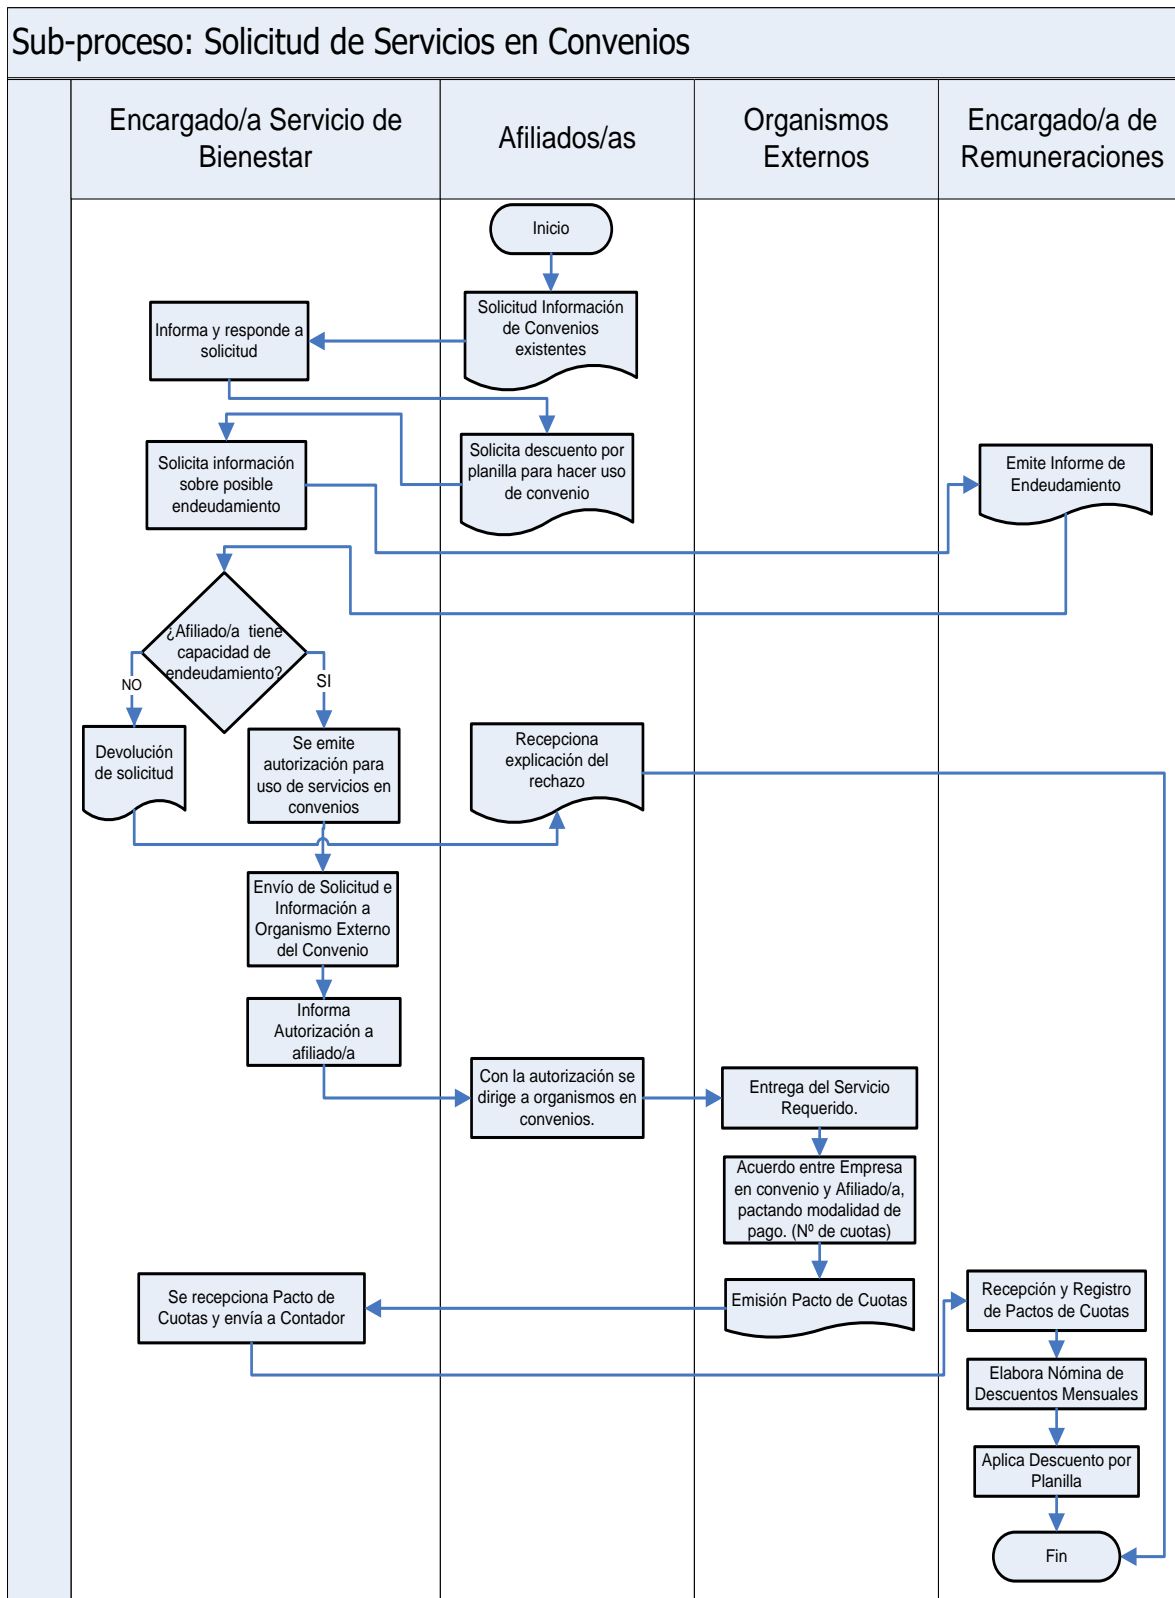 Sub-proceso: Solicitud de Servicios en Convenios
Encargado/a Servicio de
Bienestar
Afiliados/as
Organismos
Externos
Encargado/a de
Remuneraciones
Inicio
Solicitud Información
de Convenios
existentes
Informa y responde a
solicitud
Solicita descuento por
planilla para hacer uso
de convenio
Solicita información
sobre posible
endeudamiento
Emite Informe de
Endeudamiento
¿Afiliado/a tiene
capacidad de
endeudamiento?
NO
SI
Devolución
de solicitud
Se emite
autorización para
uso de servicios en
convenios
Recepciona
explicación del
rechazo
Envío de Solicitud e
Información a
Organismo Externo
del Convenio
Informa
Autorización a
afiliado/a
Con la autorización se
dirige a organismos en
convenios.
Entrega del Servicio
Requerido.
Acuerdo entre Empresa
en convenio y Afiliado/a,
pactando modalidad de
pago. (Nº de cuotas)
Emisión Pacto de Cuotas
Se recepciona Pacto de
Cuotas y envía a Contador
Recepción y Registro
de Pactos de Cuotas
Elabora Nómina de
Descuentos Mensuales
Aplica Descuento por
Planilla
Fin